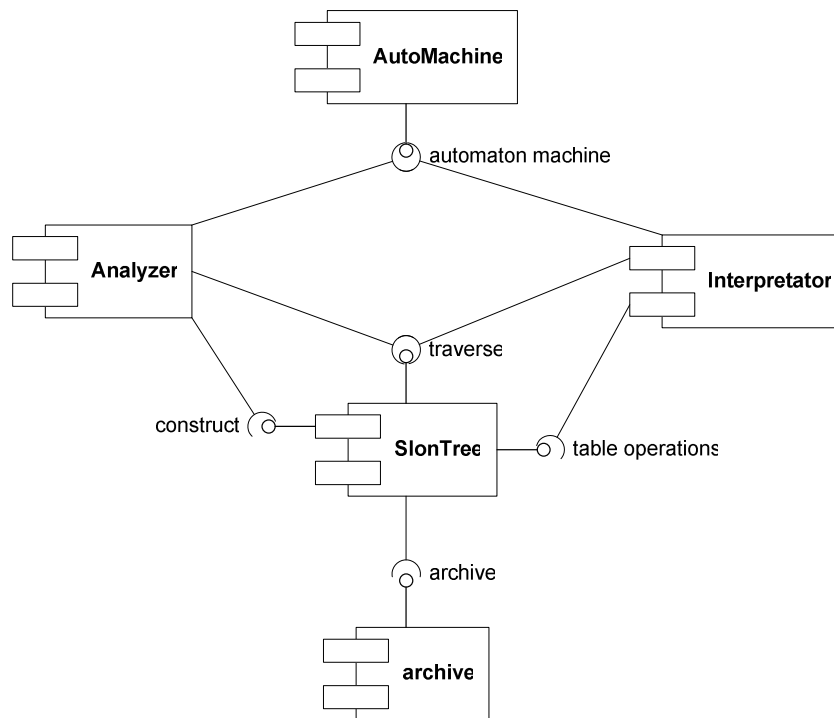 AutoMachine
automaton machine
Analyzer
Interpretator
traverse
construct
SlonTree
table operations
archive
archive